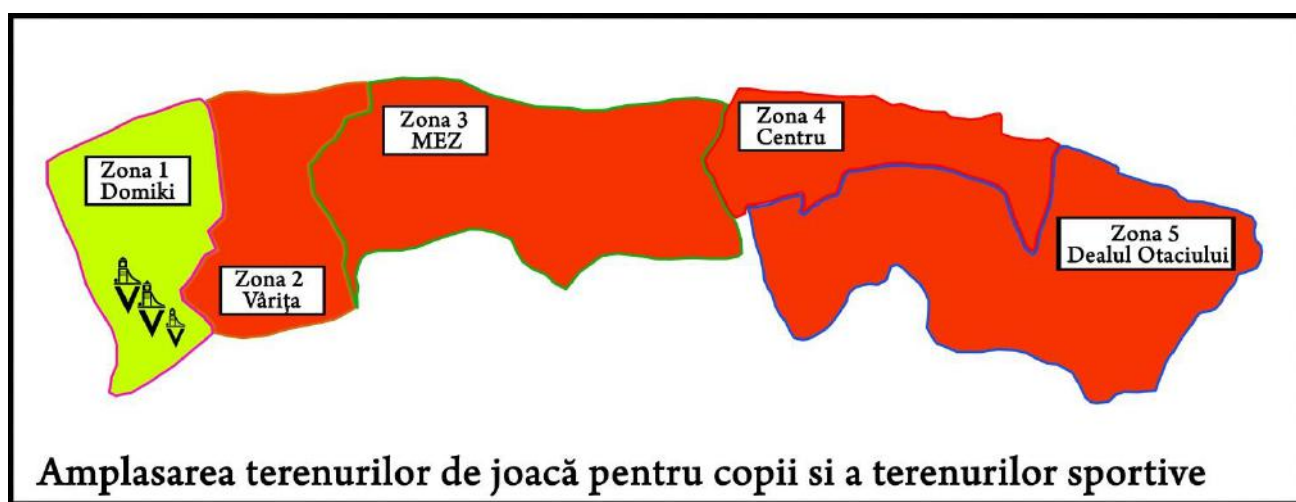 Zona 1
Domiki
Zona 2
Vârița
Zona 3
MEZ
Zona 4
Centru
Zona 5
Dealul Otaciului
Amplasarea terenurilor de joacă pentru copii si a terenurilor sportive